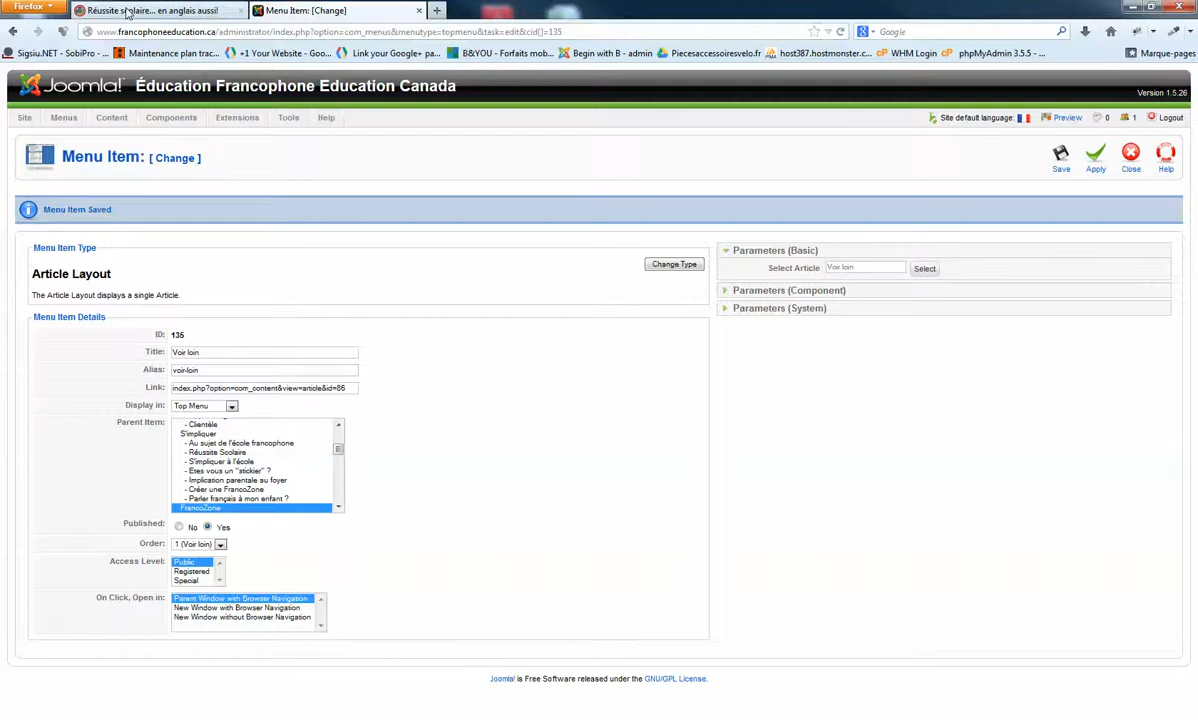 Firefox
Réussite scolaire... en anglais aussi!
Menu Item: [Change]
www.francophoneeducation.ca/administrator/index.php?option=com_menus&menutype=topmenu&task=edit&cid[]=135
Google
Sigsiu.NET - SobiPro - ...
Maintenance plan trac...
+1 Your Website - Goo...
Link your Google+ pa...
B&YOU - Forfaits mob...
Begin with B - admin
Piecesaccessoiresvelo.fr
host387.hostmonster.c...
WHM Login
phpMyAdmin 3.5.5 - ...
Marque-pages
Joomla!
Éducation Francophone Education Canada
Version 1.5.26
Site
Menus
Content
Components
Extensions
Tools
Help
Site default language:
Preview
0
1
Logout
Menu Item: [ Change ]
Save
Apply
Close
Help
Menu Item Saved
Menu Item Type
Article Layout
Change Type
The Article Layout displays a single Article.
Menu Item Details
ID: 135
Title: Voir loin
Alias: voir-loin
Link: index.php?option=com_content&view=article&id=86
Display in: Top Menu
Parent Item:
- Clientèle
S'impliquer
- Au sujet de l'école francophone
- Réussite Scolaire
- S'impliquer à l'école
- Etes vous un "stickier" ?
- Implication parentale au foyer
- Créer une FrancoZone
- Parler français à mon enfant ?
FrancoZone
Published: No Yes
Order: 1 (Voir loin)
Access Level: Public
Registered
Special
On Click, Open in: Parent Window with Browser Navigation
New Window with Browser Navigation
New Window without Browser Navigation
Parameters (Basic)
Select Article Voir loin Select
Parameters (Component)
Parameters (System)
Joomla! is Free Software released under the GNU/GPL License.